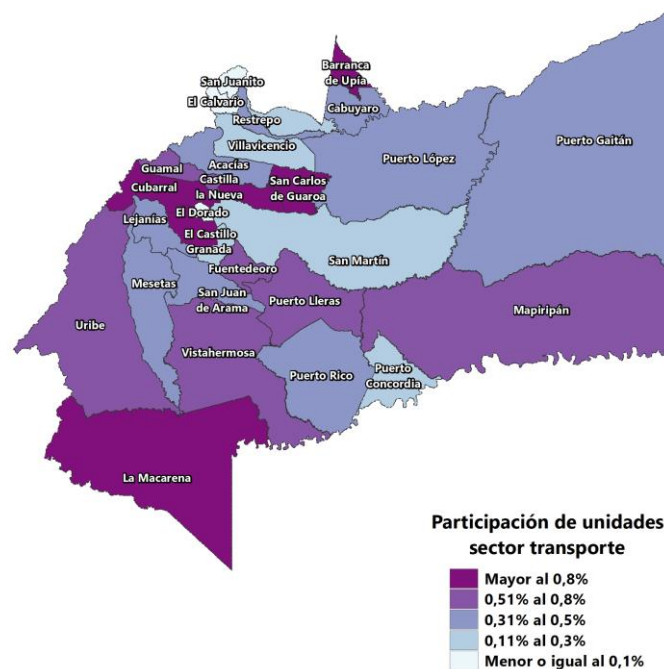 Barranca
de Upía
San Juanito
El Calvario
Cabuyaro
Restrepo
Villavicencio
Puerto Gaitán
Puerto López
Acacías
Guamal
Castilla
la Nueva
San Carlos
de Guaroa
Cubarral
El Dorado
Lejanías
El Castillo
Granada
San Martín
Fuentedeoro
Mesetas
San Juan
de Arama
Puerto Lleras
Mapiripán
Uribe
Vistahermosa
Puerto Rico
Puerto
Concordia
La Macarena
Participación de unidades
sector transporte
Mayor al 0,8%
0,51% al 0,8%
0,31% al 0,5%
0,11% al 0,3%
Menor o igual al 0,1%